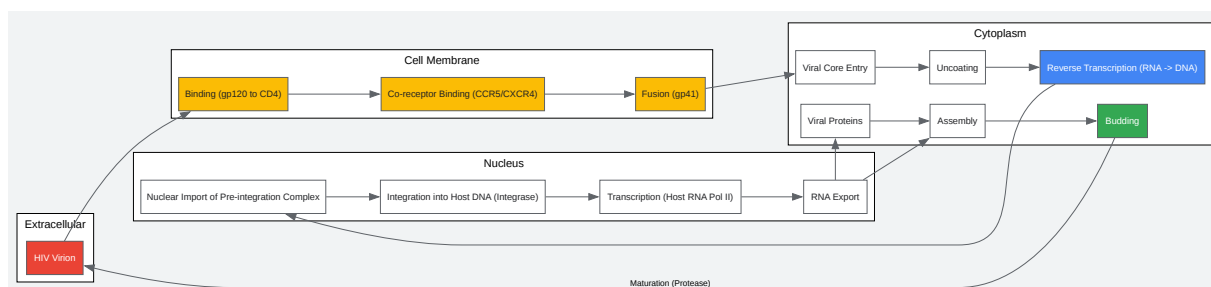 Cytoplasm
Cell Membrane
Viral Core Entry
Uncoating
Reverse Transcription (RNA -> DNA)
Binding (gp120 to CD4)
Co-receptor Binding (CCR5/CXCR4)
Fusion (gp41)
Viral Proteins
Assembly
Budding
Nucleus
Nuclear Import of Pre-integration Complex
Integration into Host DNA (Integrase)
Transcription (Host RNA Pol II)
RNA Export
Extracellular
HIV Virion
Maturation (Protease)